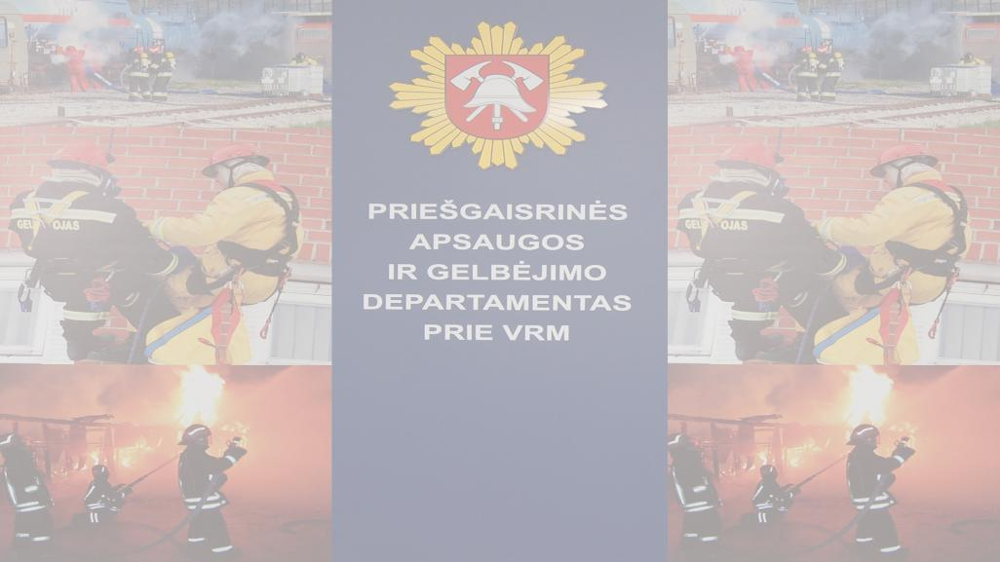 PRIEŠGAISRINĖS
APSAUGOS
IR GELBĖJIMO
DEPARTAMENTAS
PRIE VRM